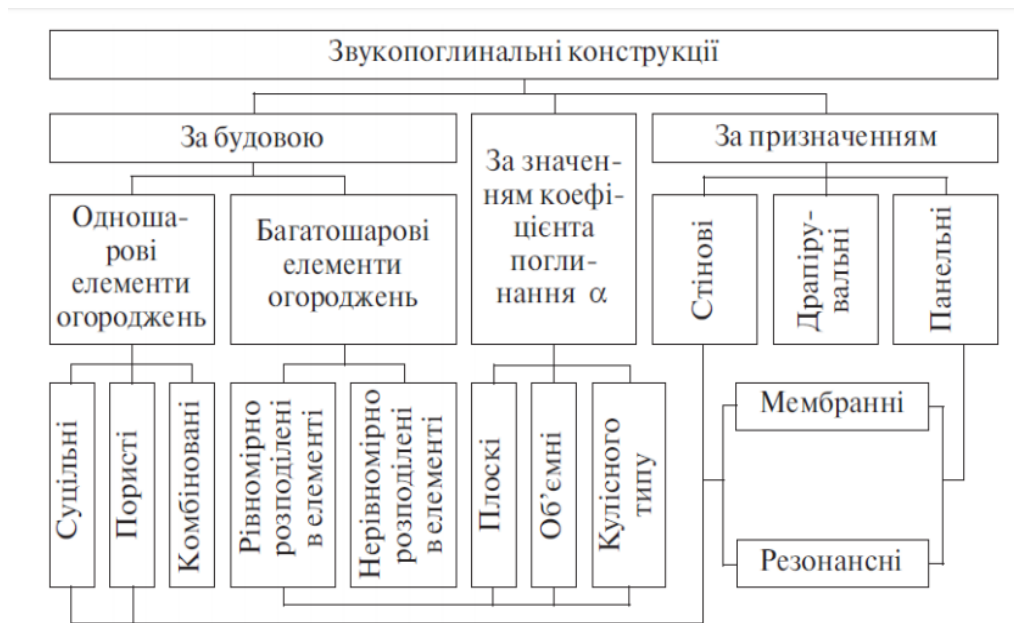 Звукопоглинальні конструкції
За будовою
За значен-
ням коефі-
цієнта
погли-
нання α
За призначенням
Одноша-
рові
елементи
огороджень
Багатошарові
елементи
огороджень
Стінові
Драпіру-
вальні
Панельні
Суцільні
Пористі
Комбіновані
Рівномірно
розподілені
в елементі
Нерівномірно
розподілені
в елементі
Плоскі
Об’ємні
Кулісного
типу
Мембранні
Резонансні